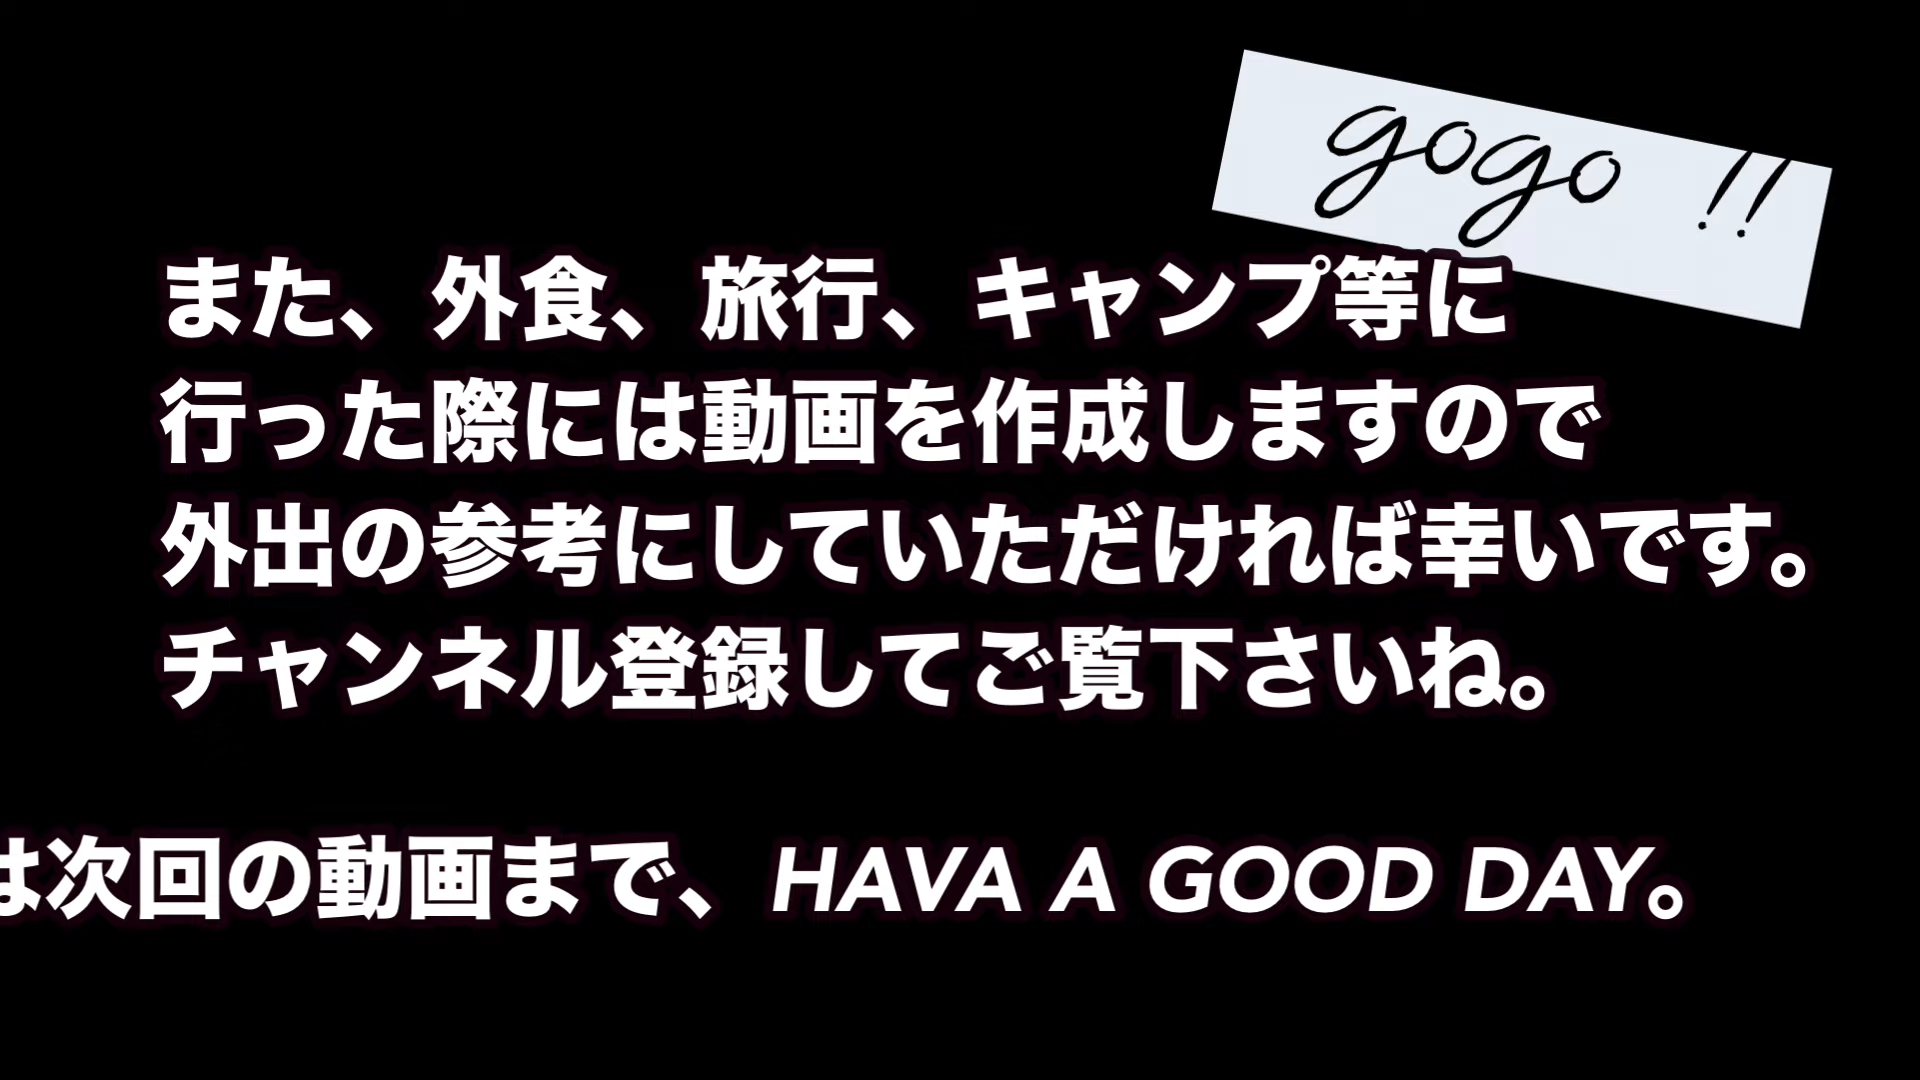 gogo !!
また、外食、旅行、キャンプ等に
行った際には動画を作成しますので
外出の参考にしていただければ幸いです。
チャンネル登録してご覧下さいね。
は次回の動画まで、HAVA A GOOD DAY。